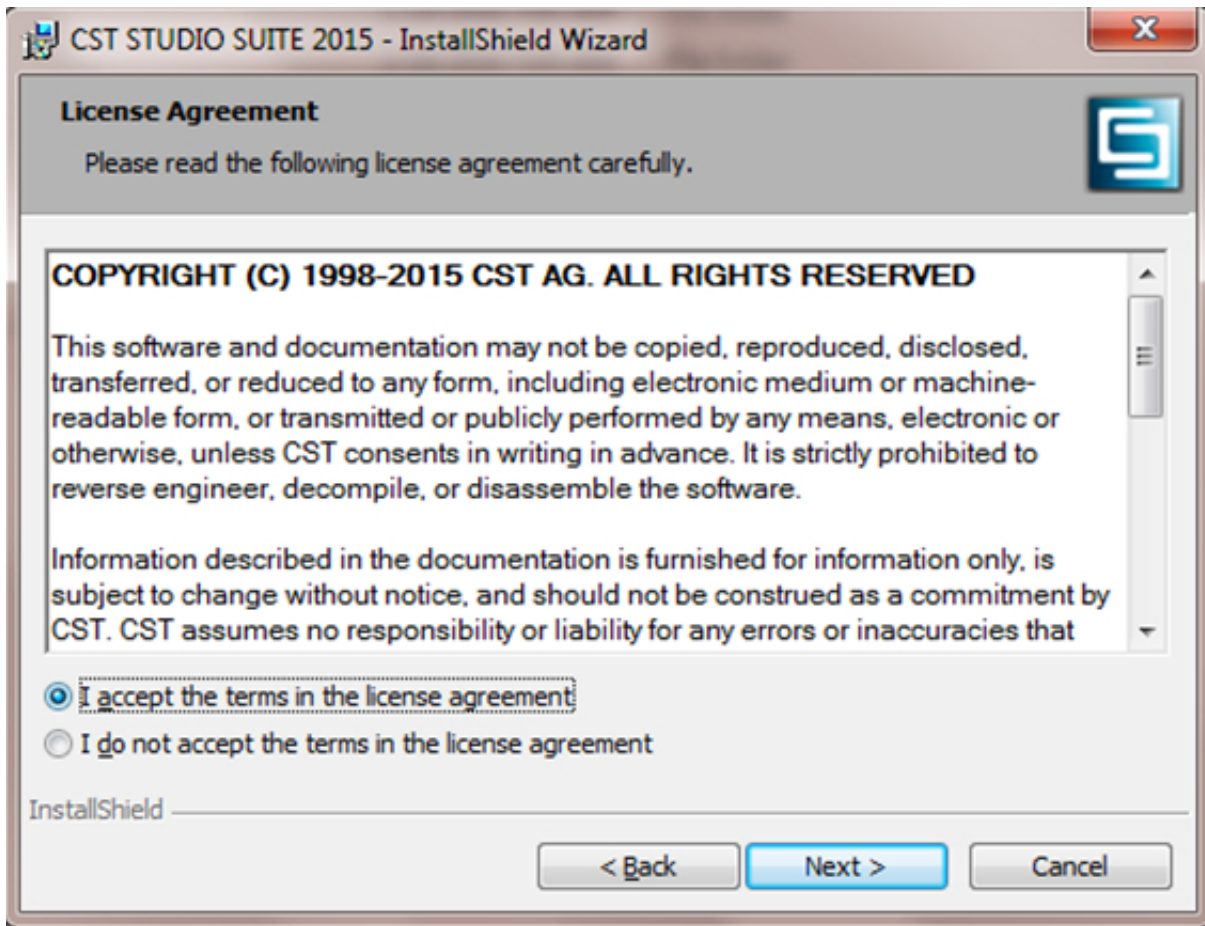 CST STUDIO SUITE 2015 - InstallShield Wizard
License Agreement
Please read the following license agreement carefully.
COPYRIGHT (C) 1998-2015 CST AG. ALL RIGHTS RESERVED
This software and documentation may not be copied, reproduced, disclosed,
transferred, or reduced to any form, including electronic medium or machine-
readable form, or transmitted or publicly performed by any means, electronic or
otherwise, unless CST consents in writing in advance. It is strictly prohibited to
reverse engineer, decompile, or disassemble the software.
Information described in the documentation is furnished for information only, is
subject to change without notice, and should not be construed as a commitment by
CST. CST assumes no responsibility or liability for any errors or inaccuracies that
I accept the terms in the license agreement
I do not accept the terms in the license agreement
InstallShield
< Back
Next >
Cancel